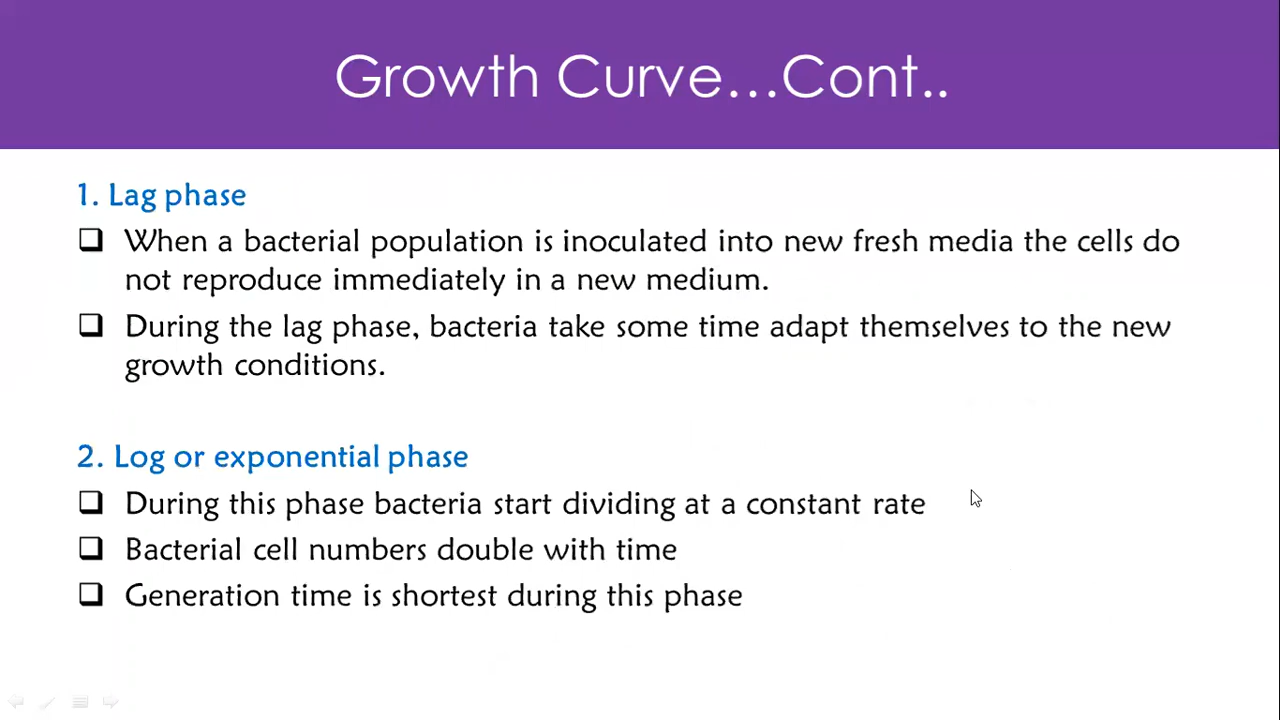 Growth Curve...Cont..
1. Lag phase
When a bacterial population is inoculated into new fresh media the cells do
not reproduce immediately in a new medium.
During the lag phase, bacteria take some time adapt themselves to the new
growth conditions.
2. Log or exponential phase
During this phase bacteria start dividing at a constant rate
Bacterial cell numbers double with time
Generation time is shortest during this phase